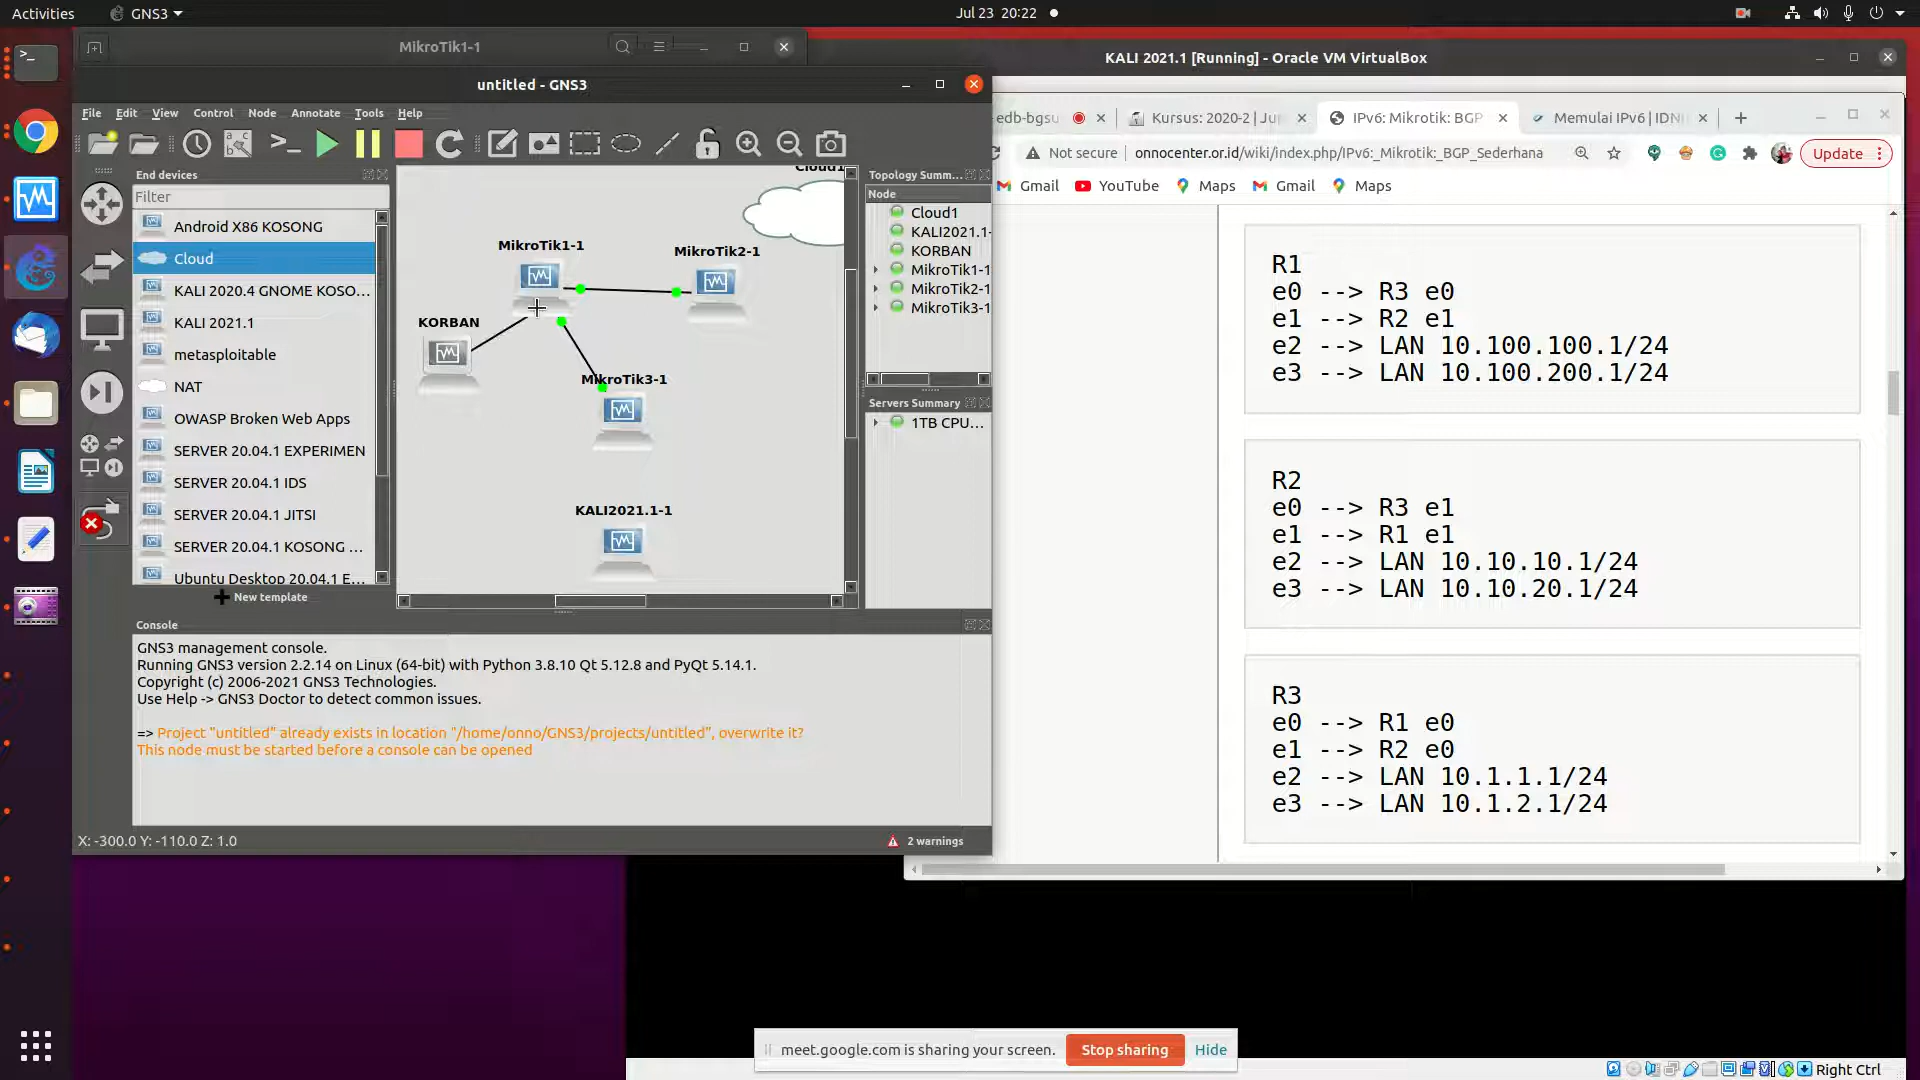 Activities
GNS3
Jul 23 20:22
MikroTik1-1
KALI 2021.1 [Running] - Oracle VM VirtualBox
untitled - GNS3
File Edit View Control Node Annotate Tools Help
edb-bgsu
Kursus: 2020-2 | Ju
IPv6: Mikrotik: BGP
Memulai IPv6 | IDNI
Not secure
onnocenter.or.id/wiki/index.php/IPv6:_Mikrotik:_BGP_Sederhana
Update
Gmail
YouTube
Maps
Gmail
Maps
End devices
Filter
Android X86 KOSONG
Cloud
KALI 2020.4 GNOME KOSO...
KALI 2021.1
metasploitable
NAT
OWASP Broken Web Apps
SERVER 20.04.1 EXPERIMEN
SERVER 20.04.1 IDS
SERVER 20.04.1 JITSI
SERVER 20.04.1 KOSONG ...
Ubuntu Desktop 20.04.1 E...
New template
Cloud1
MikroTik1-1
MikroTik2-1
KORBAN
MikroTik3-1
KALI2021.1-1
Topology Summ...
Node
Cloud1
KALI2021.1-
KORBAN
MikroTik1-1
MikroTik2-1
MikroTik3-1
Servers Summary
1TB CPU...
Console
GNS3 management console.
Running GNS3 version 2.2.14 on Linux (64-bit) with Python 3.8.10 Qt 5.12.8 and PyQt 5.14.1.
Copyright (c) 2006-2021 GNS3 Technologies.
Use Help -> GNS3 Doctor to detect common issues.
=> Project "untitled" already exists in location "/home/onno/GNS3/projects/untitled", overwrite it?
This node must be started before a console can be opened
X: -300.0 Y: -110.0 Z: 1.0
2 warnings
R1
e0 --> R3 e0
e1 --> R2 e1
e2 --> LAN 10.100.100.1/24
e3 --> LAN 10.100.200.1/24
R2
e0 --> R3 e1
e1 --> R1 e1
e2 --> LAN 10.10.10.1/24
e3 --> LAN 10.10.20.1/24
R3
e0 --> R1 e0
e1 --> R2 e0
e2 --> LAN 10.1.1.1/24
e3 --> LAN 10.1.2.1/24
meet.google.com is sharing your screen.
Stop sharing
Hide
Right Ctrl